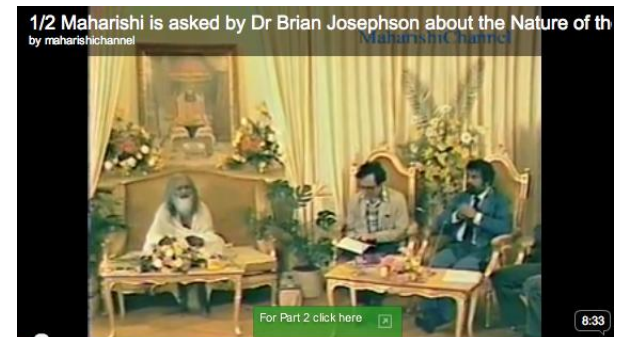 1/2 Maharishi is asked by Dr Brian Josephson about the Nature of th
by maharishichannel
MaharishiChannel
For Part 2 click here
8:33